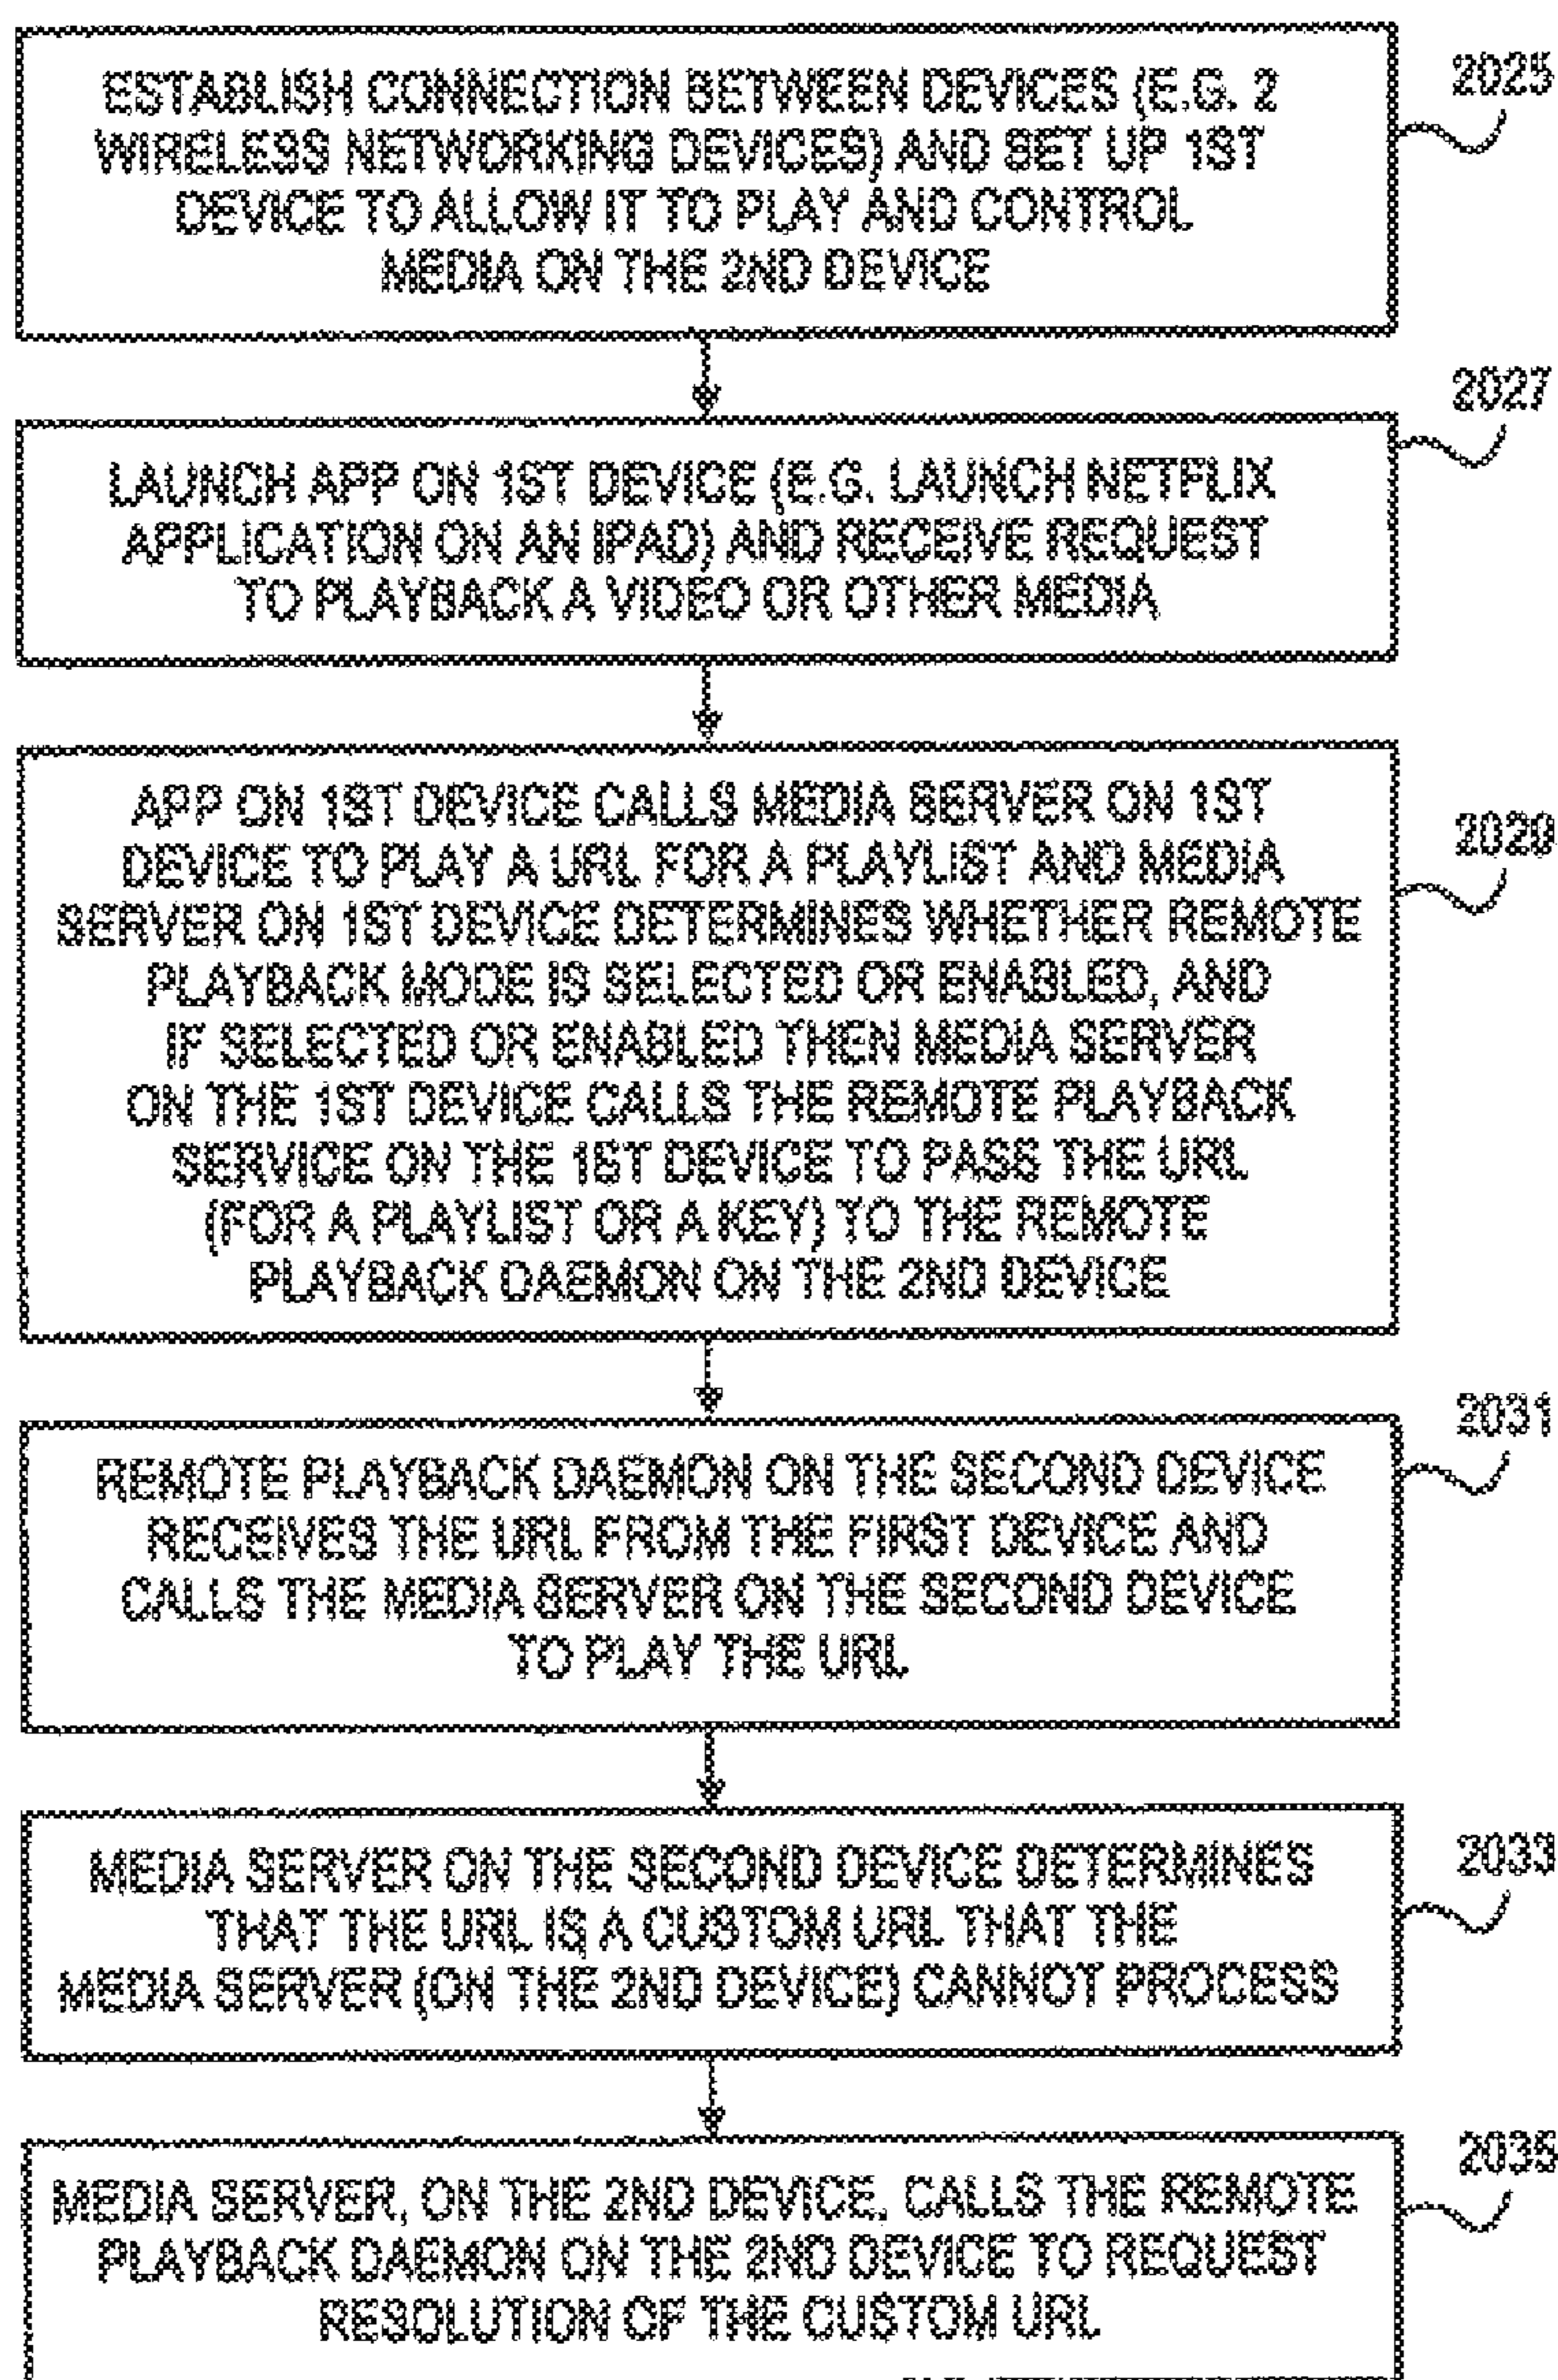 ESTABLISH CONNECTION BETWEEN DEVICES (E.G. 2
WIRELESS NETWORKING DEVICES) AND SET UP 1ST
DEVICE TO ALLOW IT TO PLAY AND CONTROL
MEDIA ON THE 2ND DEVICE
2025
LAUNCH APP ON 1ST DEVICE (E.G. LAUNCH NETFLIX
APPLICATION ON AN IPAD) AND RECEIVE REQUEST
TO PLAYBACK A VIDEO OR OTHER MEDIA
2027
APP ON 1ST DEVICE CALLS MEDIA SERVER ON 1ST
DEVICE TO PLAY A URL FOR A PLAYLIST AND MEDIA
SERVER ON 1ST DEVICE DETERMINES WHETHER REMOTE
PLAYBACK MODE IS SELECTED OR ENABLED, AND
IF SELECTED OR ENABLED THEN MEDIA SERVER
ON THE 1ST DEVICE CALLS THE REMOTE PLAYBACK
SERVICE ON THE 1ST DEVICE TO PASS THE URL
(FOR A PLAYLIST OR A KEY) TO THE REMOTE
PLAYBACK DAEMON ON THE 2ND DEVICE
2029
REMOTE PLAYBACK DAEMON ON THE SECOND DEVICE
RECEIVES THE URL FROM THE FIRST DEVICE AND
CALLS THE MEDIA SERVER ON THE SECOND DEVICE
TO PLAY THE URL
2031
MEDIA SERVER ON THE SECOND DEVICE DETERMINES
THAT THE URL IS A CUSTOM URL THAT THE
MEDIA SERVER (ON THE 2ND DEVICE) CANNOT PROCESS
2033
MEDIA SERVER, ON THE 2ND DEVICE, CALLS THE REMOTE
PLAYBACK DAEMON ON THE 2ND DEVICE TO REQUEST
RESOLUTION OF THE CUSTOM URL
2035